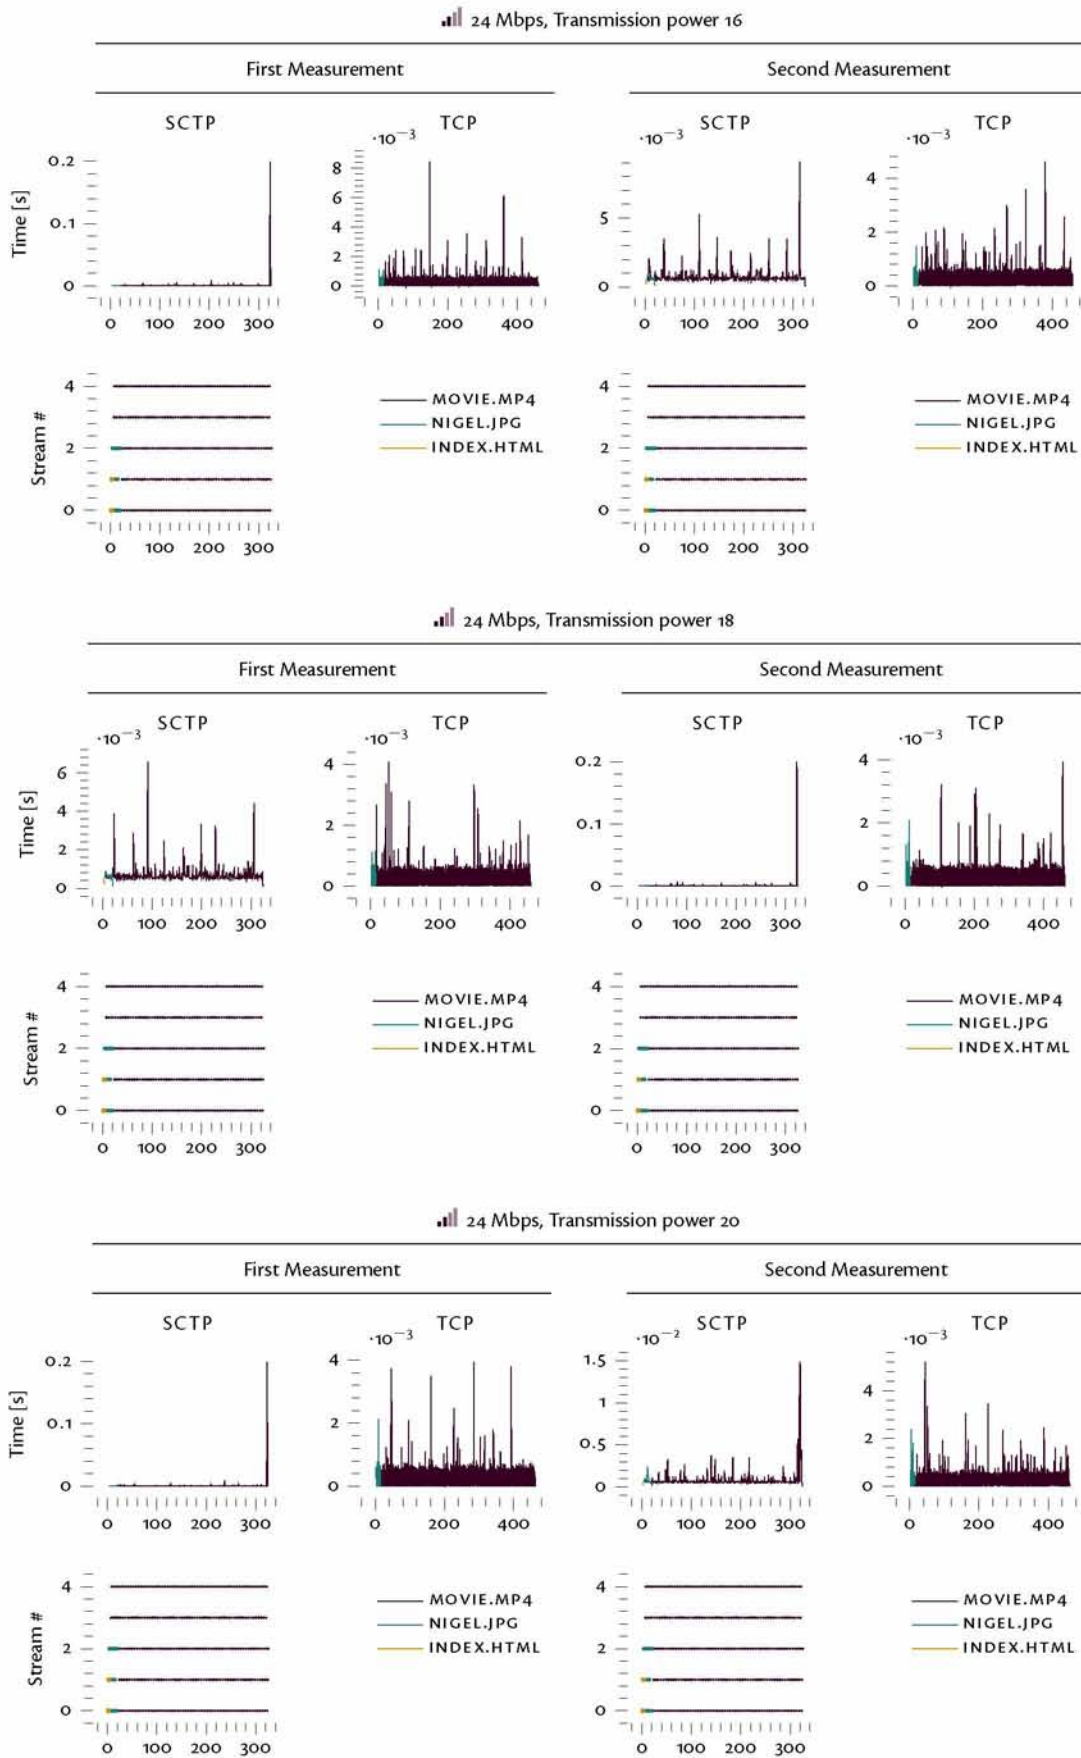 24 Mbps, Transmission power 16
First Measurement
Second Measurement
SCTP
TCP
SCTP
TCP
·10⁻³
·10⁻³
·10⁻³
Time [s]
0.2
0.1
0
0 100 200 300
8
6
4
2
0
0 200 400
5
0
0 100 200 300
4
2
0
0 200 400
Stream #
4
2
0
0 100 200 300
MOVIE.MP4
NIGEL.JPG
INDEX.HTML
4
2
0
0 100 200 300
MOVIE.MP4
NIGEL.JPG
INDEX.HTML
24 Mbps, Transmission power 18
First Measurement
Second Measurement
SCTP
TCP
SCTP
TCP
·10⁻³
·10⁻³
·10⁻³
Time [s]
6
4
2
0
0 100 200 300
4
2
0
0 200 400
0.2
0.1
0
0 100 200 300
4
2
0
0 200 400
Stream #
4
2
0
0 100 200 300
MOVIE.MP4
NIGEL.JPG
INDEX.HTML
4
2
0
0 100 200 300
MOVIE.MP4
NIGEL.JPG
INDEX.HTML
24 Mbps, Transmission power 20
First Measurement
Second Measurement
SCTP
TCP
SCTP
TCP
·10⁻³
·10⁻²
·10⁻³
Time [s]
0.2
0.1
0
0 100 200 300
4
2
0
0 200 400
1.5
1
0.5
0
0 100 200 300
4
2
0
0 200 400
Stream #
4
2
0
0 100 200 300
MOVIE.MP4
NIGEL.JPG
INDEX.HTML
4
2
0
0 100 200 300
MOVIE.MP4
NIGEL.JPG
INDEX.HTML